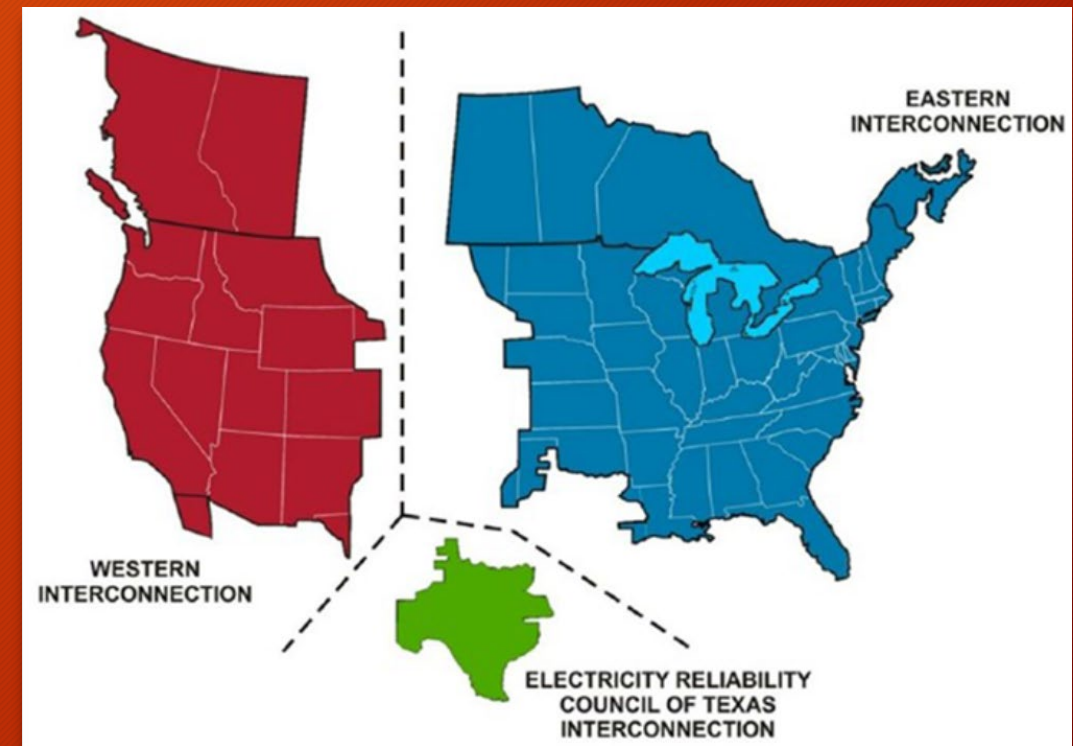 EASTERN
INTERCONNECTION
WESTERN
INTERCONNECTION
ELECTRICITY RELIABILITY
COUNCIL OF TEXAS
INTERCONNECTION